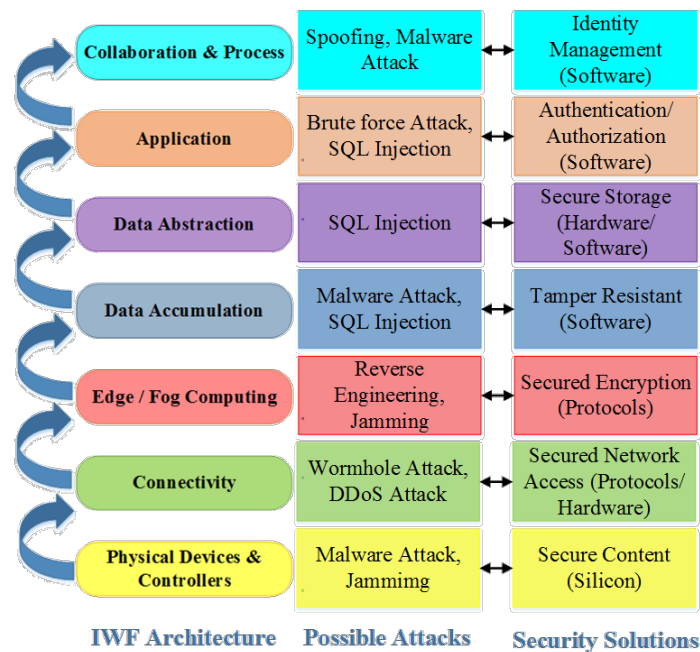 Collaboration & Process
Spoofing, Malware
Attack
Identity
Management
(Software)
Application
Brute force Attack,
SQL Injection
Authentication/
Authorization
(Software)
Data Abstraction
SQL Injection
Secure Storage
(Hardware/
Software)
Data Accumulation
Malware Attack,
SQL Injection
Tamper Resistant
(Software)
Edge / Fog Computing
Reverse
Engineering,
Jamming
Secured Encryption
(Protocols)
Connectivity
Wormhole Attack,
DDoS Attack
Secured Network
Access (Protocols/
Hardware)
Physical Devices &
Controllers
Malware Attack,
Jammimg
Secure Content
(Silicon)
IWF Architecture
Possible Attacks
Security Solutions